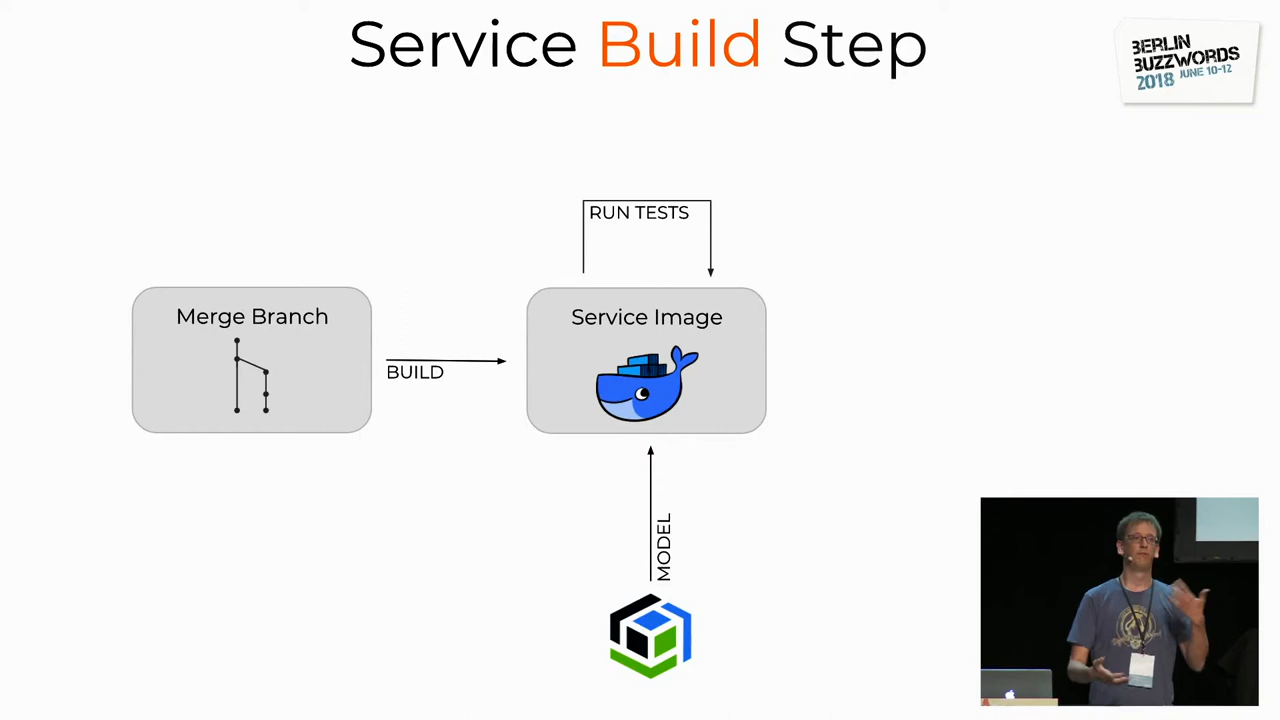 Service Build Step
BERLIN
BUZZWORDS
2018 JUNE 10-12
RUN TESTS
Merge Branch
Service Image
BUILD
MODEL